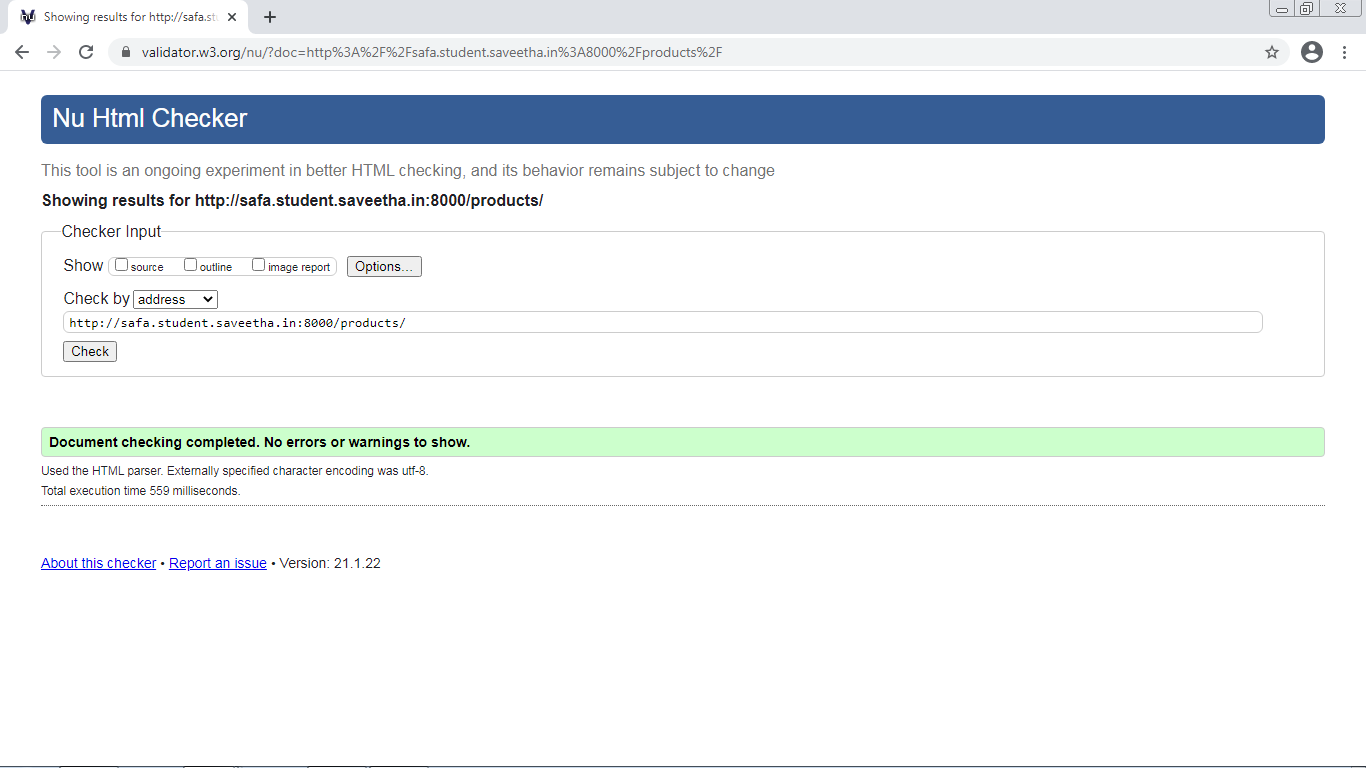 Showing results for http://safa.st
validator.w3.org/nu/?doc=http%3A%2F%2Fsafa.student.saveetha.in%3A8000%2Fproducts%2F
Nu Html Checker
This tool is an ongoing experiment in better HTML checking, and its behavior remains subject to change
Showing results for http://safa.student.saveetha.in:8000/products/
Checker Input
Show source outline image report Options...
Check by address
http://safa.student.saveetha.in:8000/products/
Check
Document checking completed. No errors or warnings to show.
Used the HTML parser. Externally specified character encoding was utf-8.
Total execution time 559 milliseconds.
About this checker • Report an issue • Version: 21.1.22